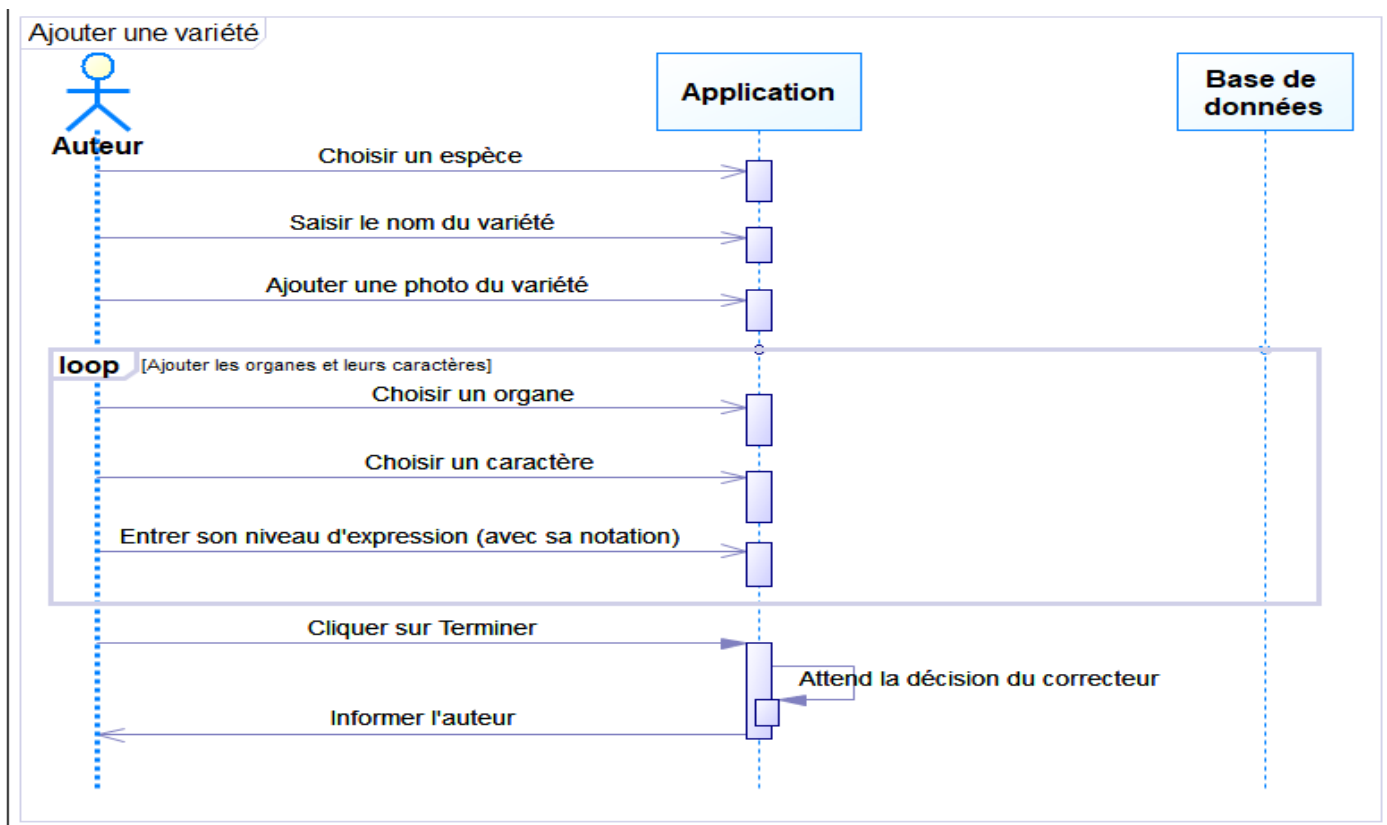 Ajouter une variété
Auteur
Application
Base de
données
Choisir un espèce
Saisir le nom du variété
Ajouter une photo du variété
loop [Ajouter les organes et leurs caractères]
Choisir un organe
Choisir un caractère
Entrer son niveau d'expression (avec sa notation)
Cliquer sur Terminer
Attend la décision du correcteur
Informer l'auteur